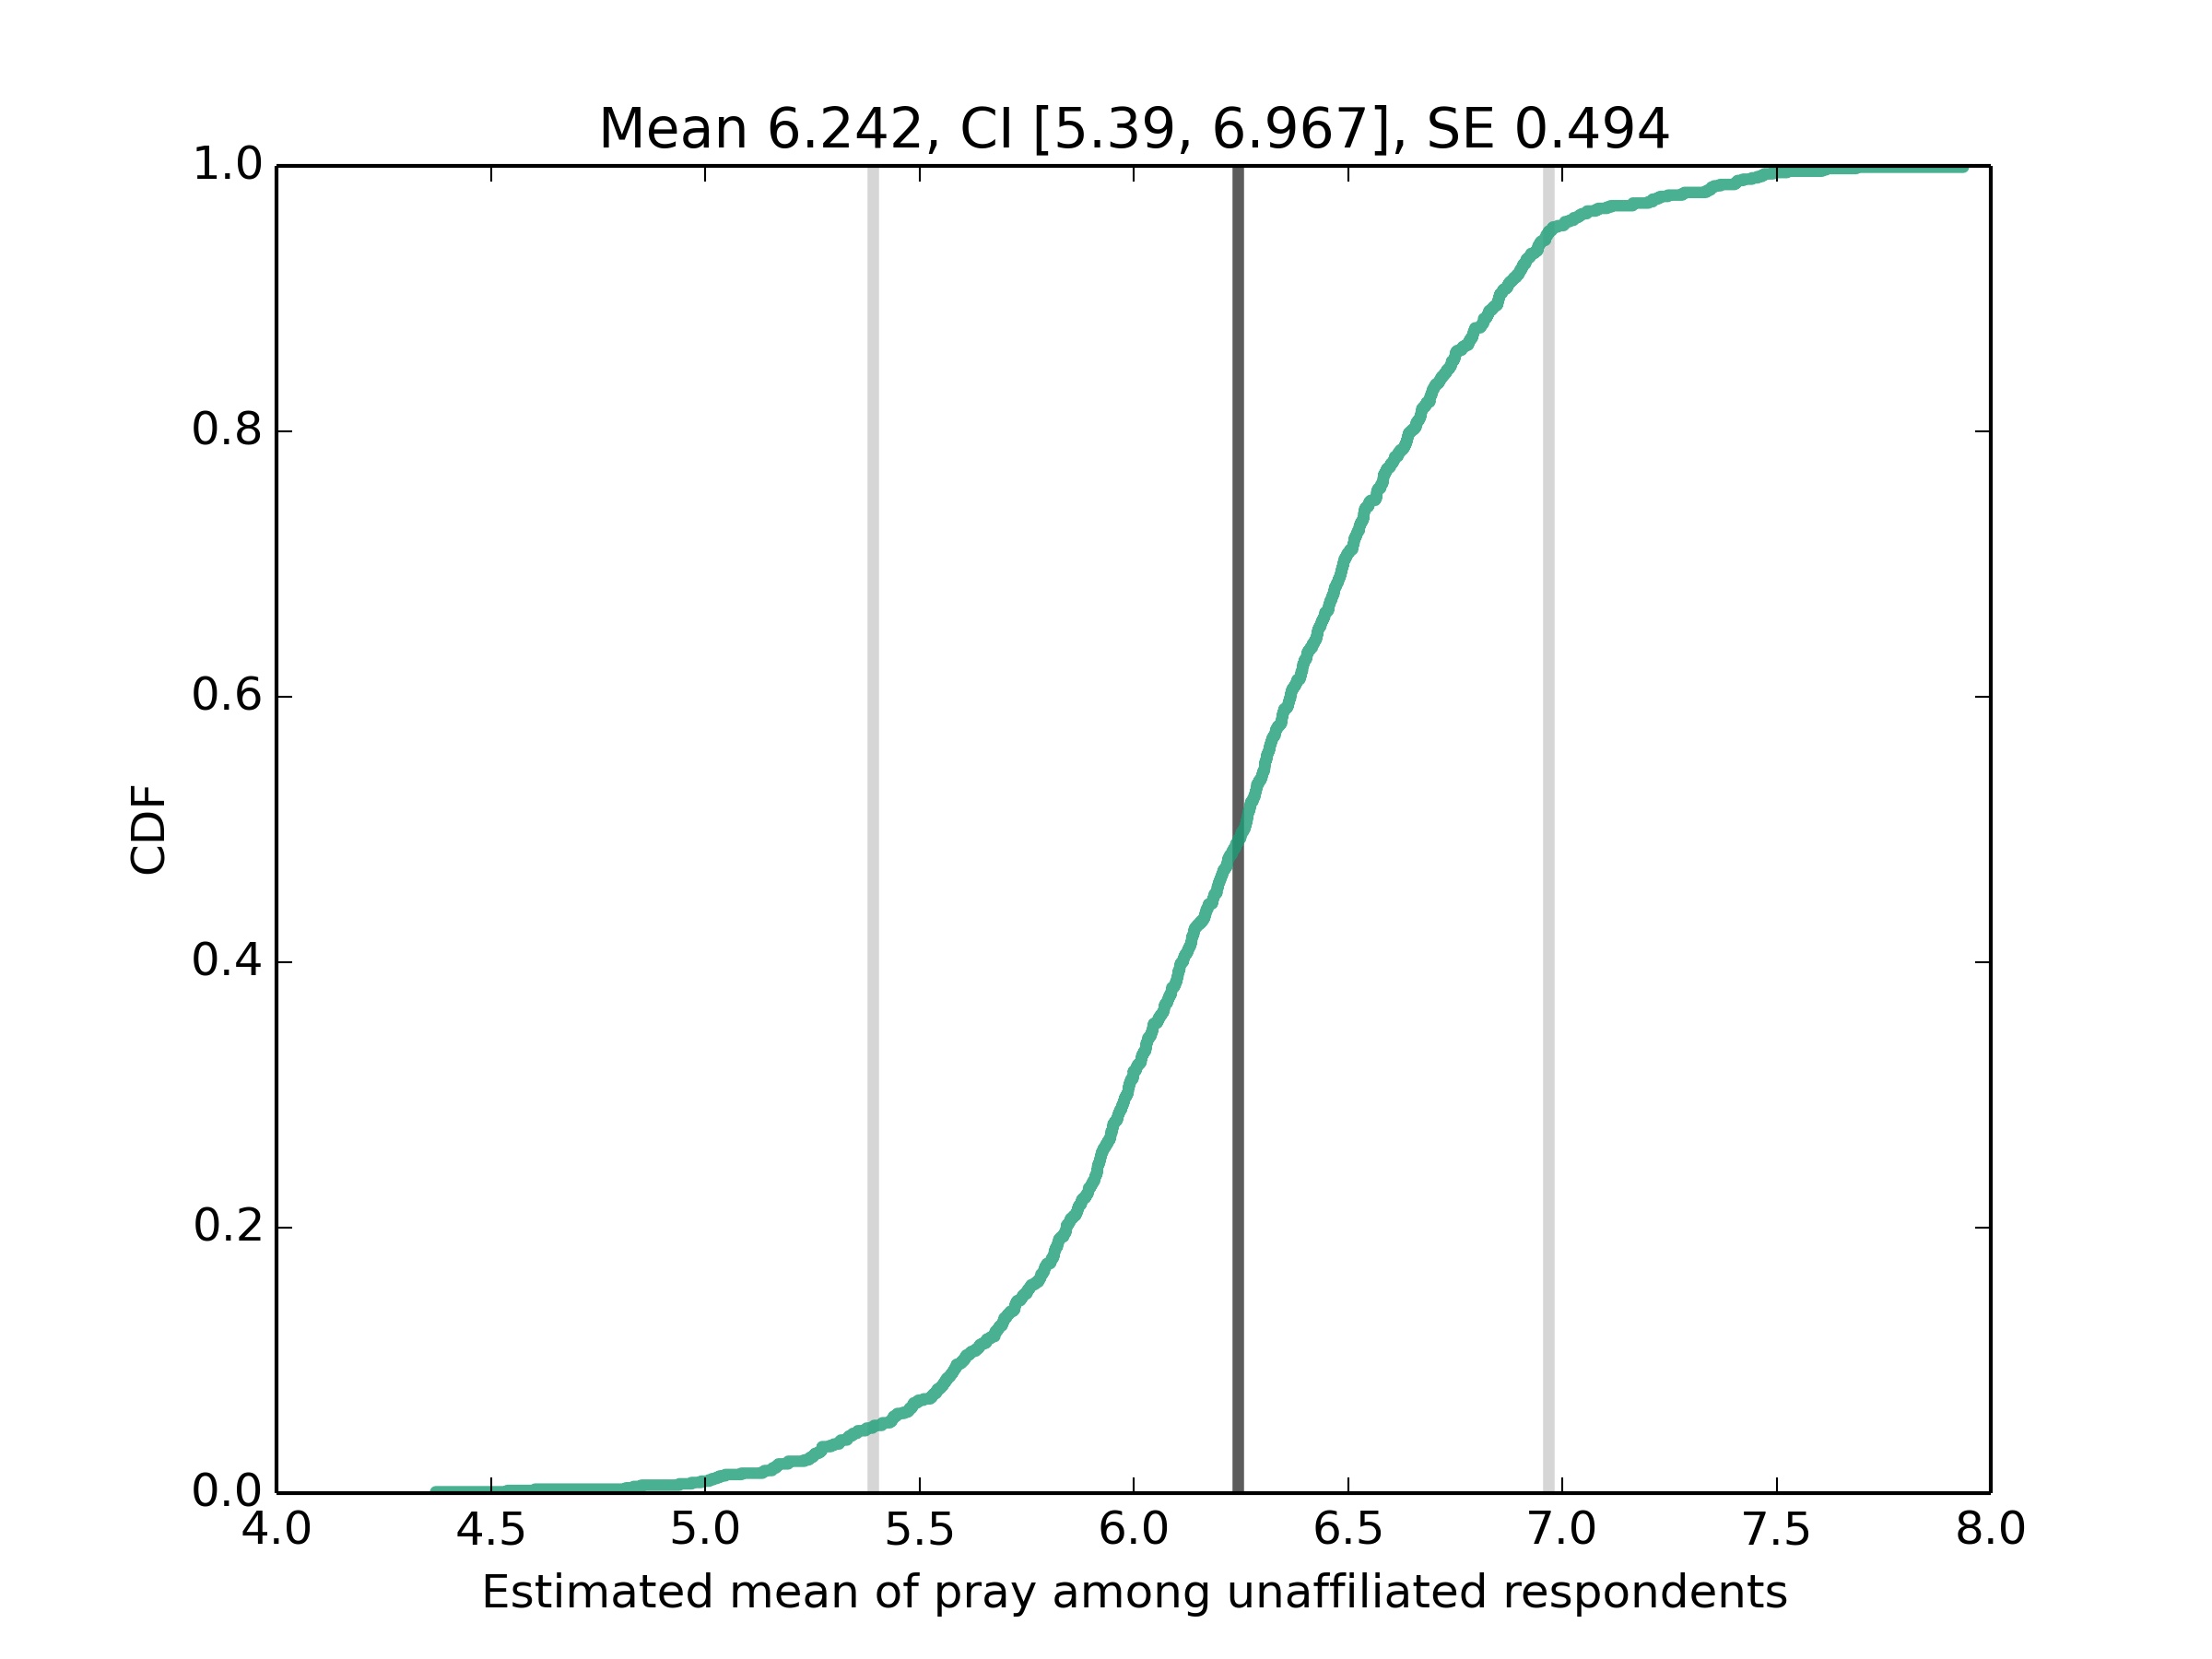 Mean 6.242, CI [5.39, 6.967], SE 0.494
1.0
0.8
0.6
0.4
0.2
0.0
CDF
4.0 4.5 5.0 5.5 6.0 6.5 7.0 7.5 8.0
Estimated mean of pray among unaffiliated respondents